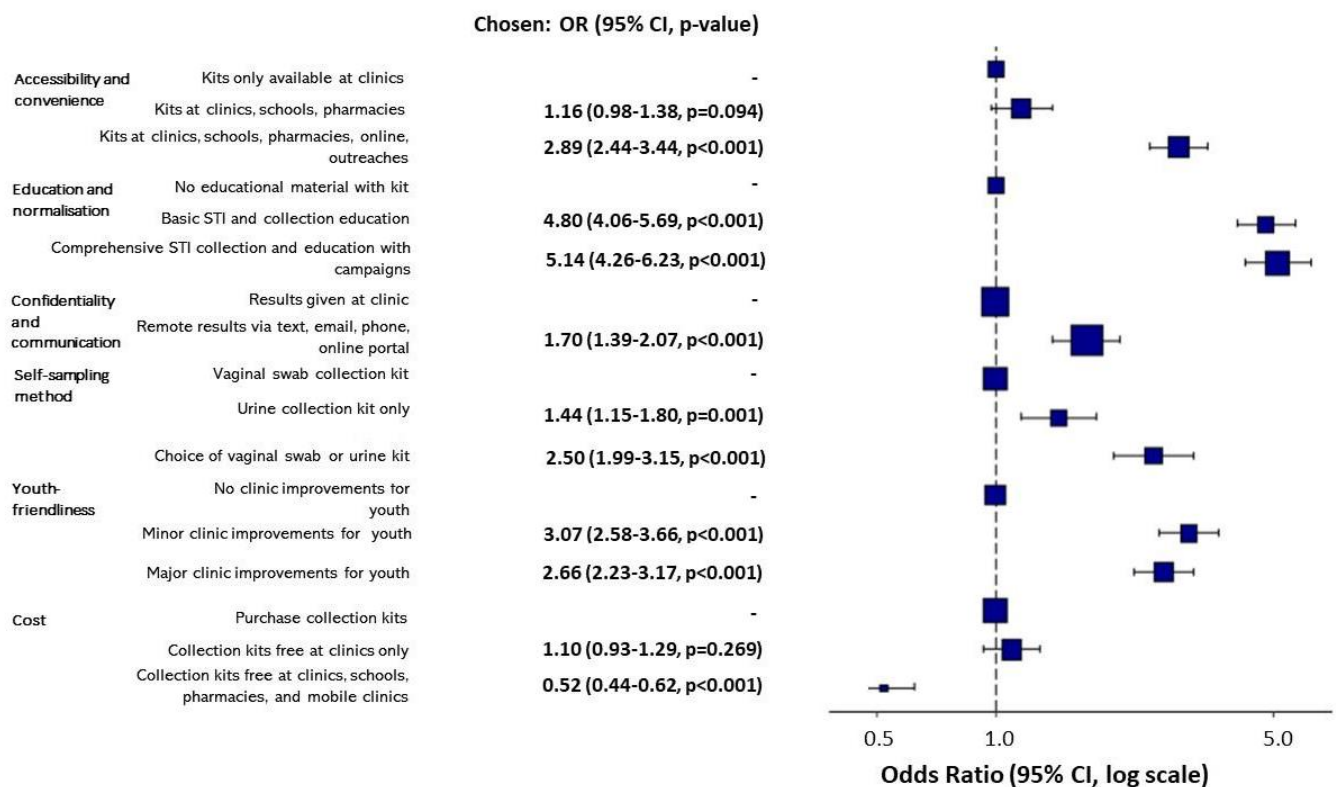 Chosen: OR (95% CI, p-value)
Accessibility and
convenience
Kits only available at clinics
-
Kits at clinics, schools, pharmacies
1.16 (0.98-1.38, p=0.094)
Kits at clinics, schools, pharmacies, online,
outreaches
2.89 (2.44-3.44, p<0.001)
Education and
normalisation
No educational material with kit
-
Basic STI and collection education
4.80 (4.06-5.69, p<0.001)
Comprehensive STI collection and education with
campaigns
5.14 (4.26-6.23, p<0.001)
Confidentiality
and
communication
Results given at clinic
-
Remote results via text, email, phone,
online portal
1.70 (1.39-2.07, p<0.001)
Self-sampling
method
Vaginal swab collection kit
-
Urine collection kit only
1.44 (1.15-1.80, p=0.001)
Choice of vaginal swab or urine kit
2.50 (1.99-3.15, p<0.001)
Youth-
friendliness
No clinic improvements for
youth
-
Minor clinic improvements for youth
3.07 (2.58-3.66, p<0.001)
Major clinic improvements for youth
2.66 (2.23-3.17, p<0.001)
Cost
Purchase collection kits
-
Collection kits free at clinics only
1.10 (0.93-1.29, p=0.269)
Collection kits free at clinics, schools,
pharmacies, and mobile clinics
0.52 (0.44-0.62, p<0.001)
0.5 1.0 5.0
Odds Ratio (95% CI, log scale)